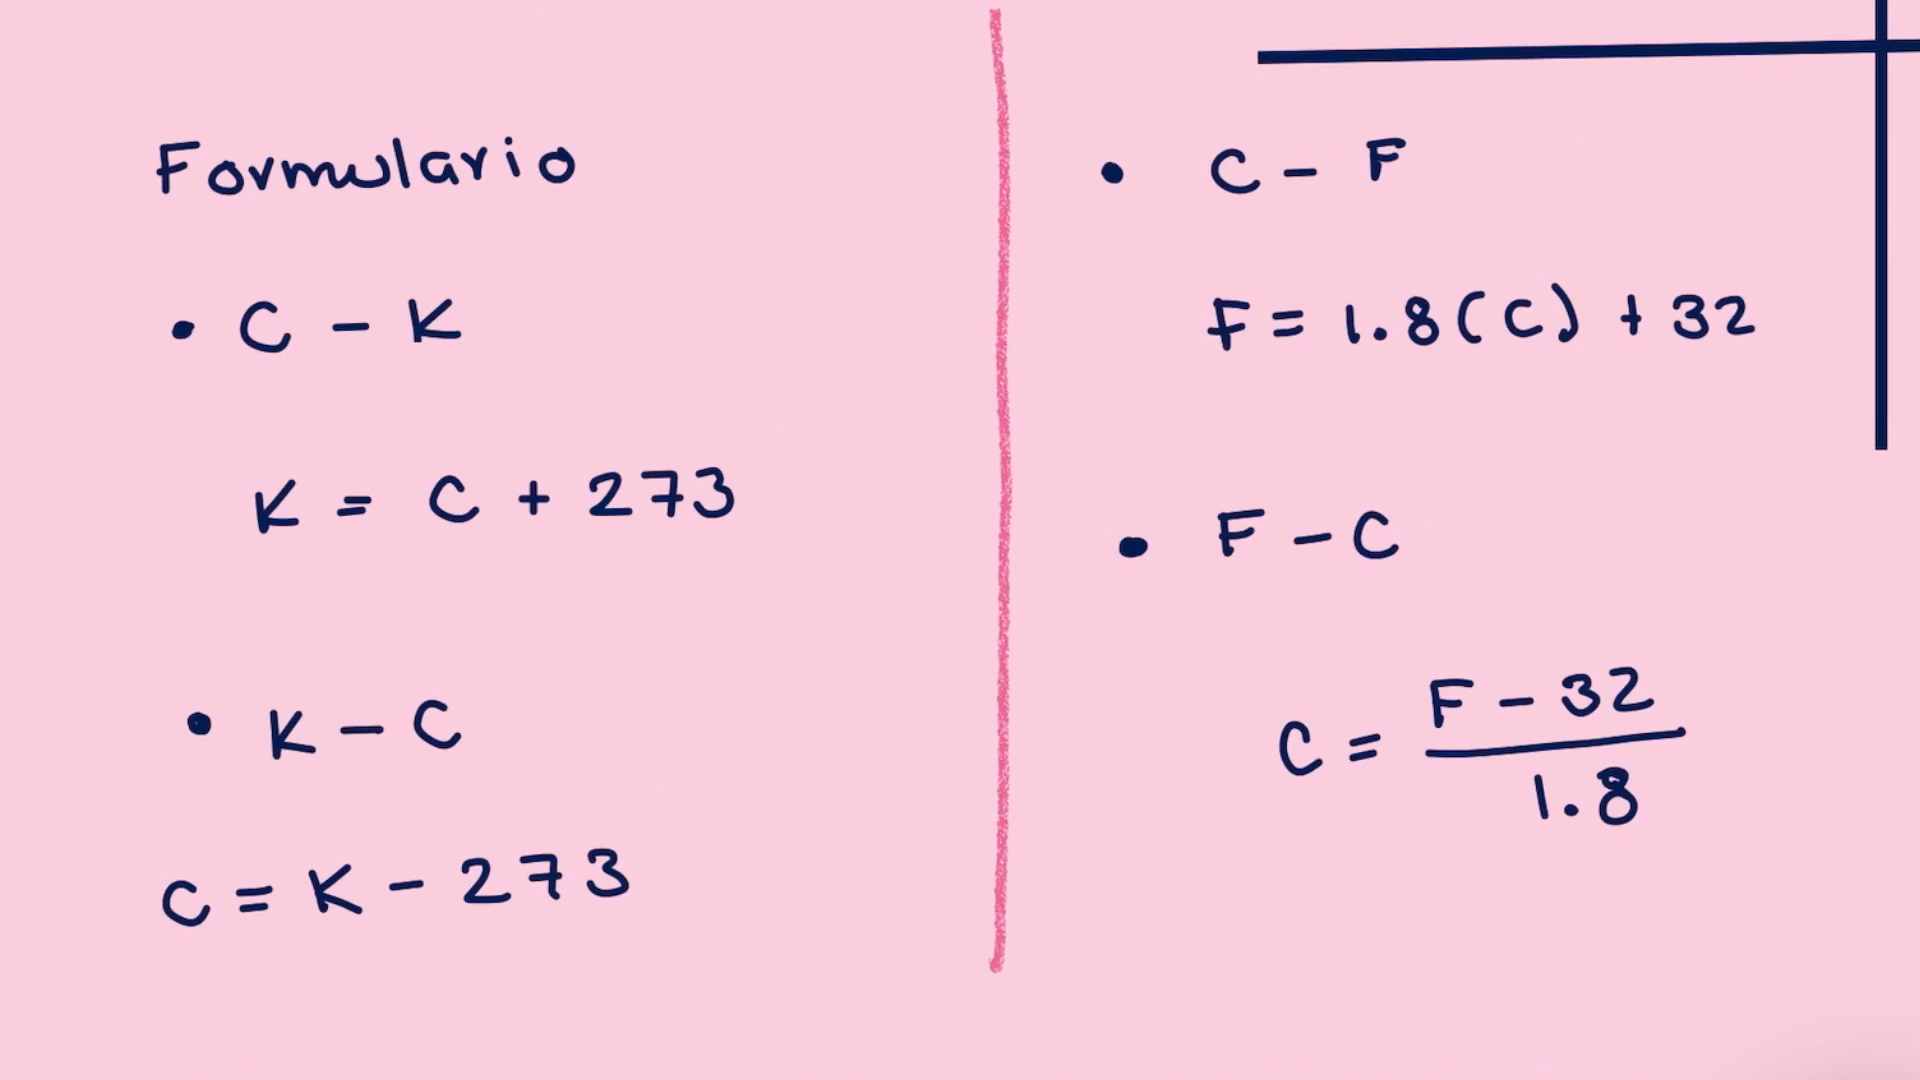 Formulario
• C - K
K = C + 273
• K - C
C = K - 273
• C - F
F = 1.8(C) + 32
• F - C
C = F - 32
1.8